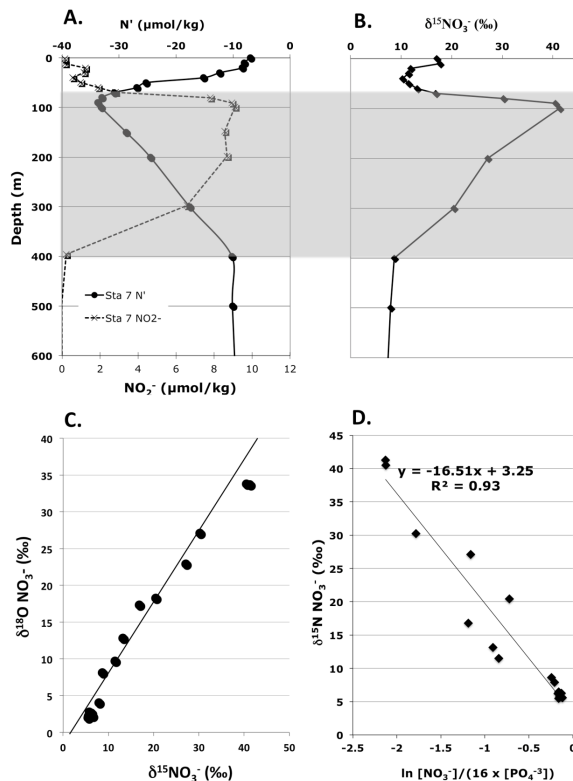 A.
N' (μmol/kg)
-40 -35 -30 -25 -20 -15 -10
0
100
200
300
400
500
600
Depth (m)
Sta 7 N'
Sta 7 NO2-
0 2 4 6 8 10 12
NO₂⁻ (μmol/kg)
B.
δ¹⁵NO₃⁻ (‰)
0 10 20 30 40
C.
40
35
30
25
20
15
10
5
0
δ¹⁸O NO₃- (‰)
0 10 20 30 40 50
δ¹⁵NO₃⁻ (‰)
D.
45
40
35
30
25
20
15
10
5
0
δ¹⁵N NO₃⁻ (‰)
y = -16.51x + 3.25
R² = 0.93
-2.5 -2 -1.5 -1 -0.5 0
ln [NO₃⁻]/(16 x [PO₄⁻³])